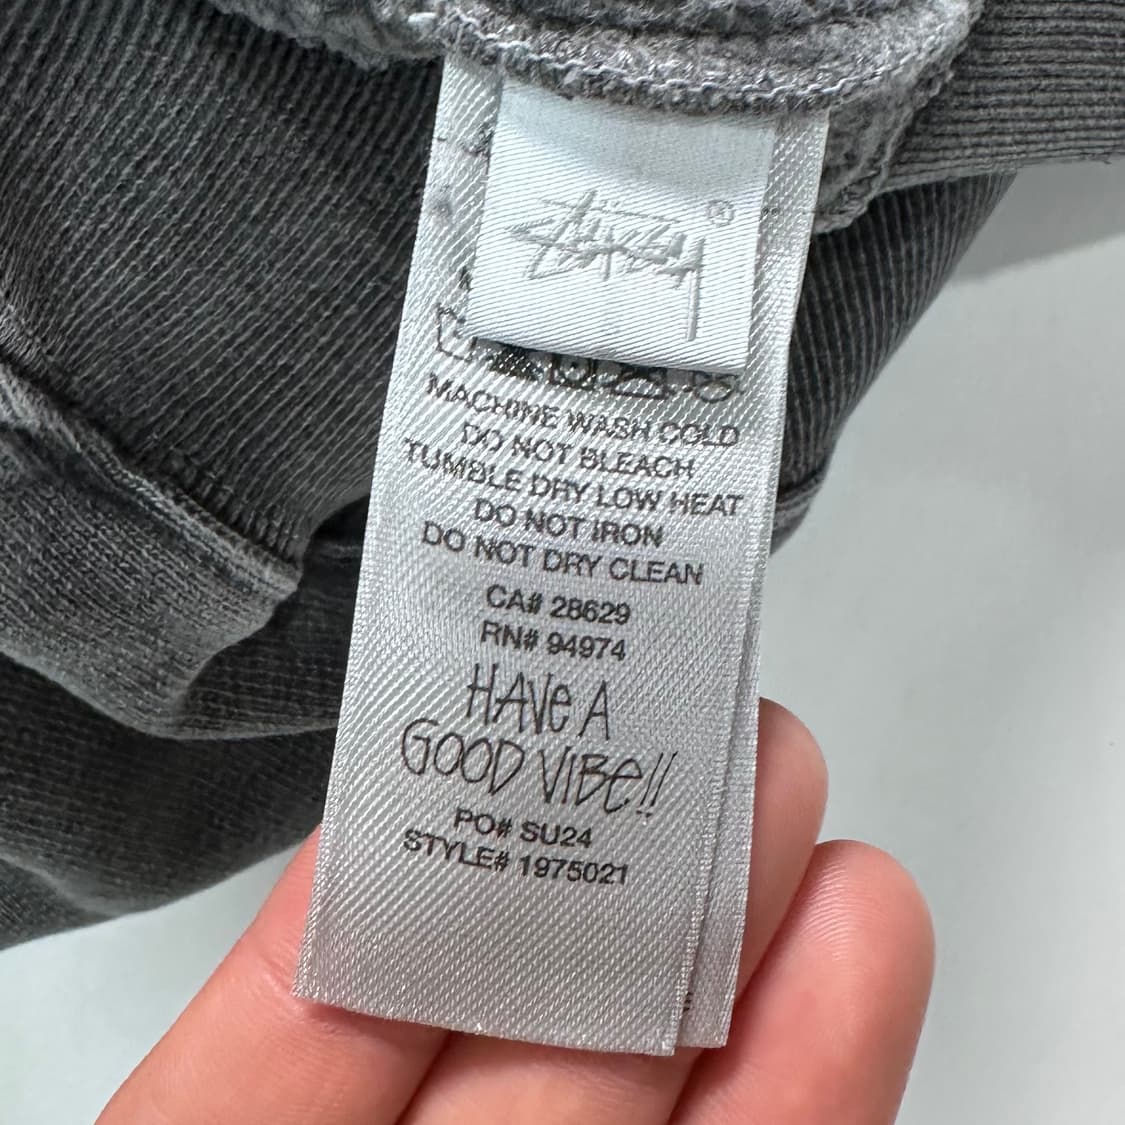 Stüssy ®
MACHINE WASH COLD
DO NOT BLEACH
TUMBLE DRY LOW HEAT
DO NOT IRON
DO NOT DRY CLEAN
CA# 28629
RN# 94974
HAVe A
GOOD VIBe!!
PO# SU24
STYLE# 1975021